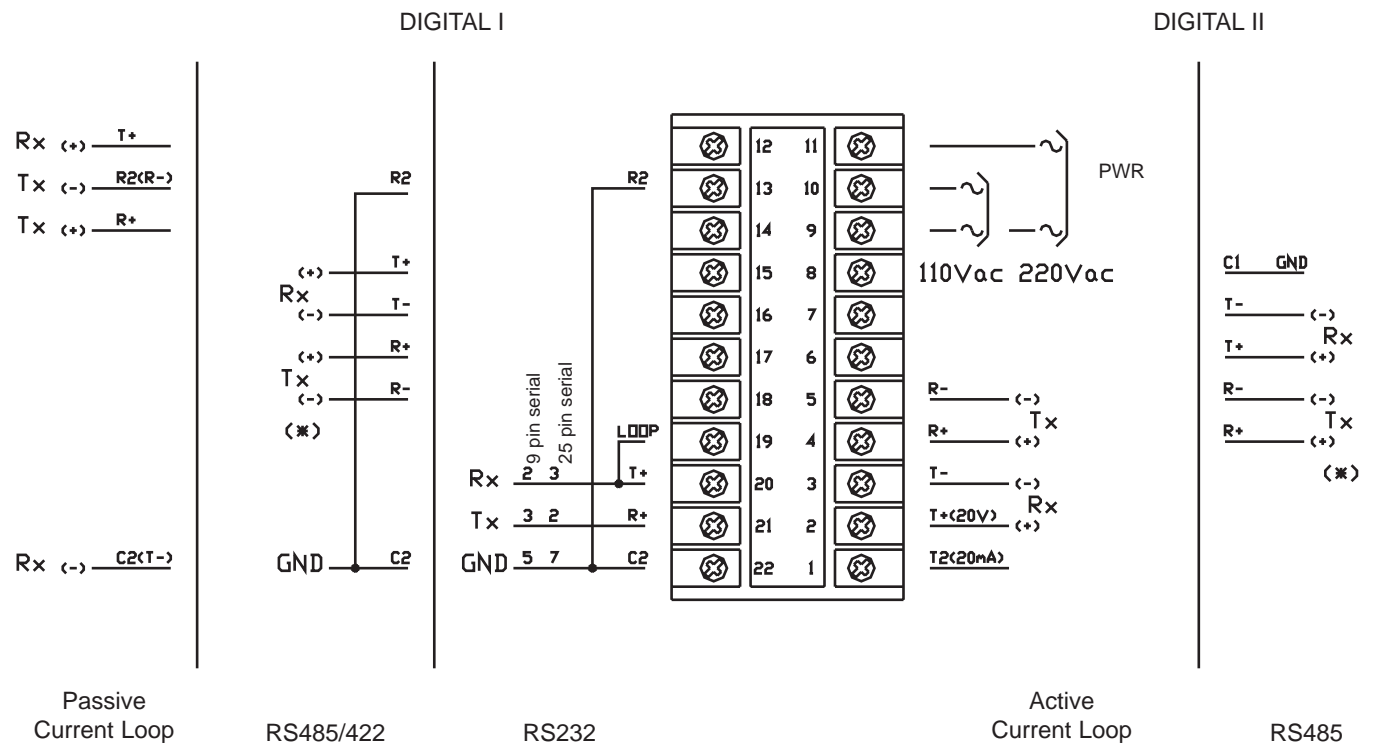 DIGITAL I DIGITAL II
Rx (+) T+ 12 11 PWR
Tx (-) R2(R-) R2 R2 13 10
Tx (+) R+ 14 9
(+) T+ 15 8 110Vac 220Vac C1 GND
Rx
(-) T- 16 7 T- (-)
Rx
(+) R+ 17 6 T+ (+)
Tx
(-) R- 18 5 R- (-) R- (-)
Tx Tx
(*) 9 pin serial 25 pin serial LOOP 19 4 R+ (+) R+ (+)
Rx 2 3 T+ 20 3 T- (-) (*)
Rx
Tx 3 2 R+ 21 2 T+(20V) (+)
Rx (-) C2(T-) GND C2 GND 5 7 C2 22 1 T2(20mA)
Passive Active
Current Loop RS485/422 RS232 Current Loop RS485